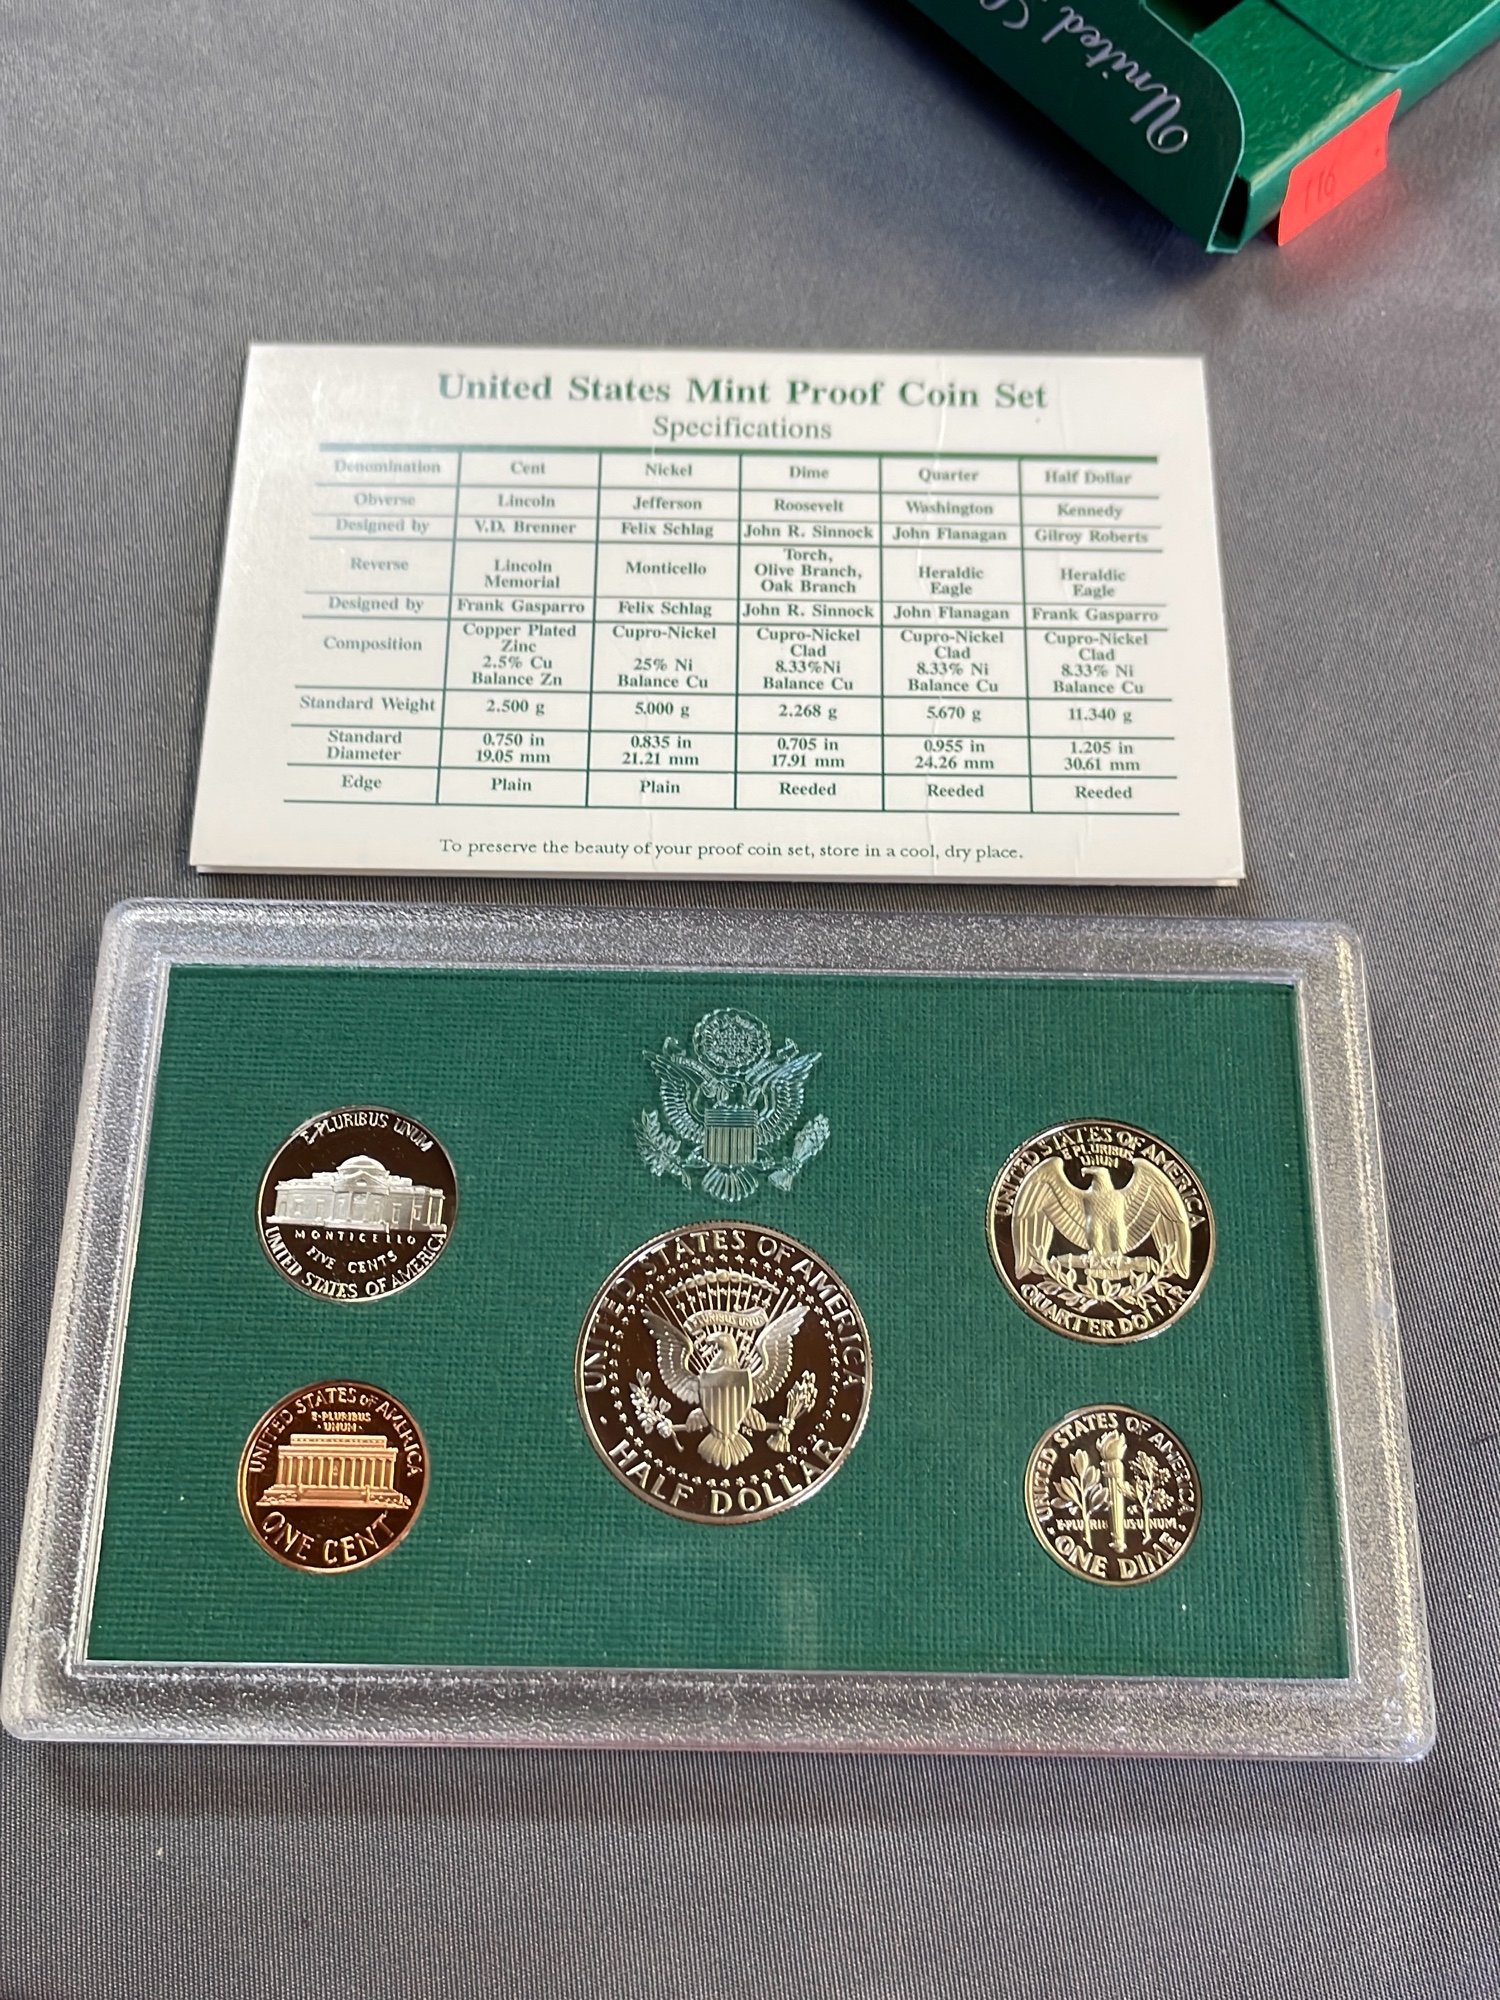 United
116
United States Mint Proof Coin Set
Specifications
Denomination Cent Nickel Dime Quarter Half Dollar
Obverse Lincoln Jefferson Roosevelt Washington Kennedy
Designed by V.D. Brenner Felix Schlag John R. Sinnock John Flanagan Gilroy Roberts
Reverse Lincoln Memorial Monticello Torch, Olive Branch, Oak Branch Heraldic Eagle Heraldic Eagle
Designed by Frank Gasparro Felix Schlag John R. Sinnock John Flanagan Frank Gasparro
Composition Copper Plated Zinc 2.5% Cu Balance Zn Cupro-Nickel 25% Ni Balance Cu Cupro-Nickel Clad 8.33%Ni Balance Cu Cupro-Nickel Clad 8.33% Ni Balance Cu Cupro-Nickel Clad 8.33% Ni Balance Cu
Standard Weight 2.500 g 5.000 g 2.268 g 5.670 g 11.340 g
Standard Diameter 0.750 in 19.05 mm 0.835 in 21.21 mm 0.705 in 17.91 mm 0.955 in 24.26 mm 1.205 in 30.61 mm
Edge Plain Plain Reeded Reeded Reeded
To preserve the beauty of your proof coin set, store in a cool, dry place.
E PLURIBUS UNUM
MONTICELLO
FIVE CENTS
UNITED STATES OF AMERICA
UNITED STATES OF AMERICA
E PLURIBUS
UNUM
QUARTER DOLLAR
UNITED STATES OF AMERICA
PLURIBUS UNUM
FG
HALF DOLLAR
UNITED STATES OF AMERICA
E·PLURIBUS
·UNUM·
ONE CENT
UNITED STATES OF AMERICA
E·PLURIBUS·UNUM
ONE DIME